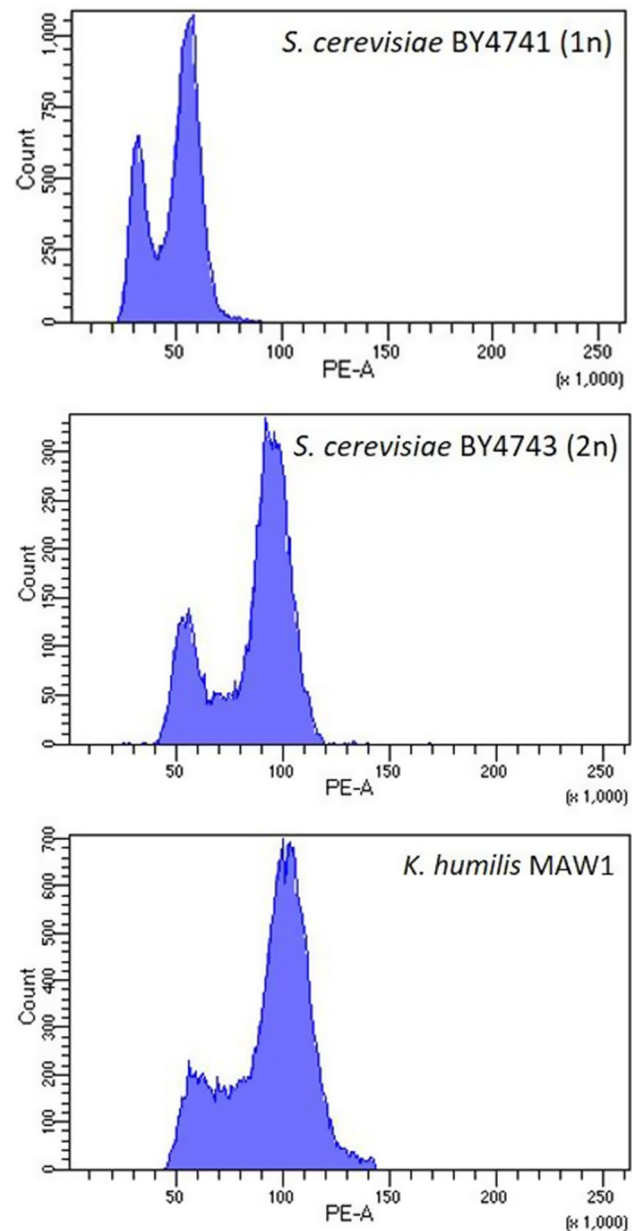 S. cerevisiae BY4741 (1n)
Count
1,000
750
500
250
0
50 100 150 200 250
PE-A
(x 1,000)
S. cerevisiae BY4743 (2n)
Count
300
250
200
150
100
50
0
50 100 150 200 250
PE-A
(x 1,000)
K. humilis MAW1
Count
700
600
500
400
300
200
100
0
50 100 150 200 250
PE-A
(x 1,000)